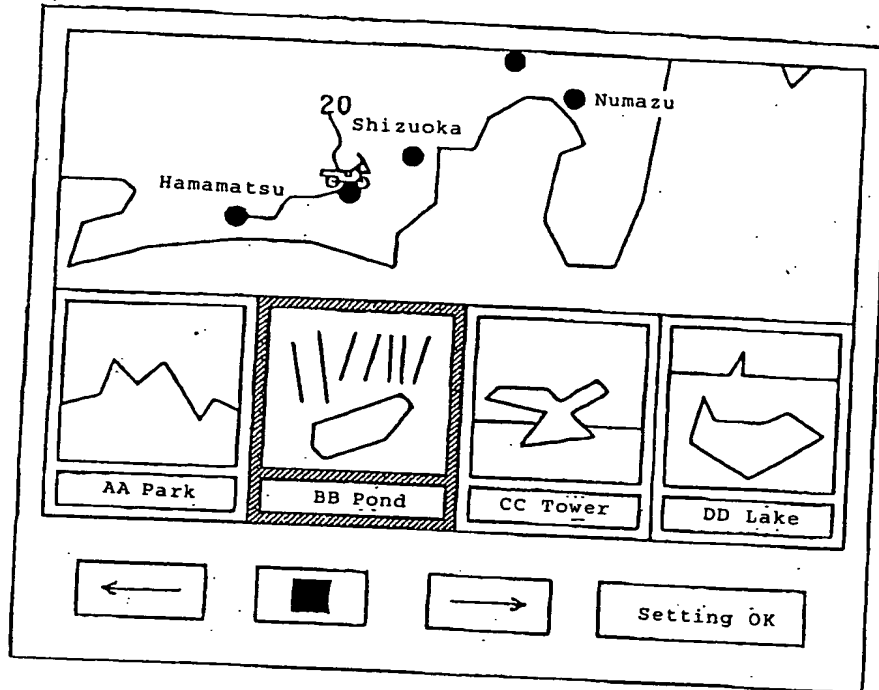 20
Shizuoka
Numazu
Hamamatsu
AA Park
BB Pond
CC Tower
DD Lake
Setting OK